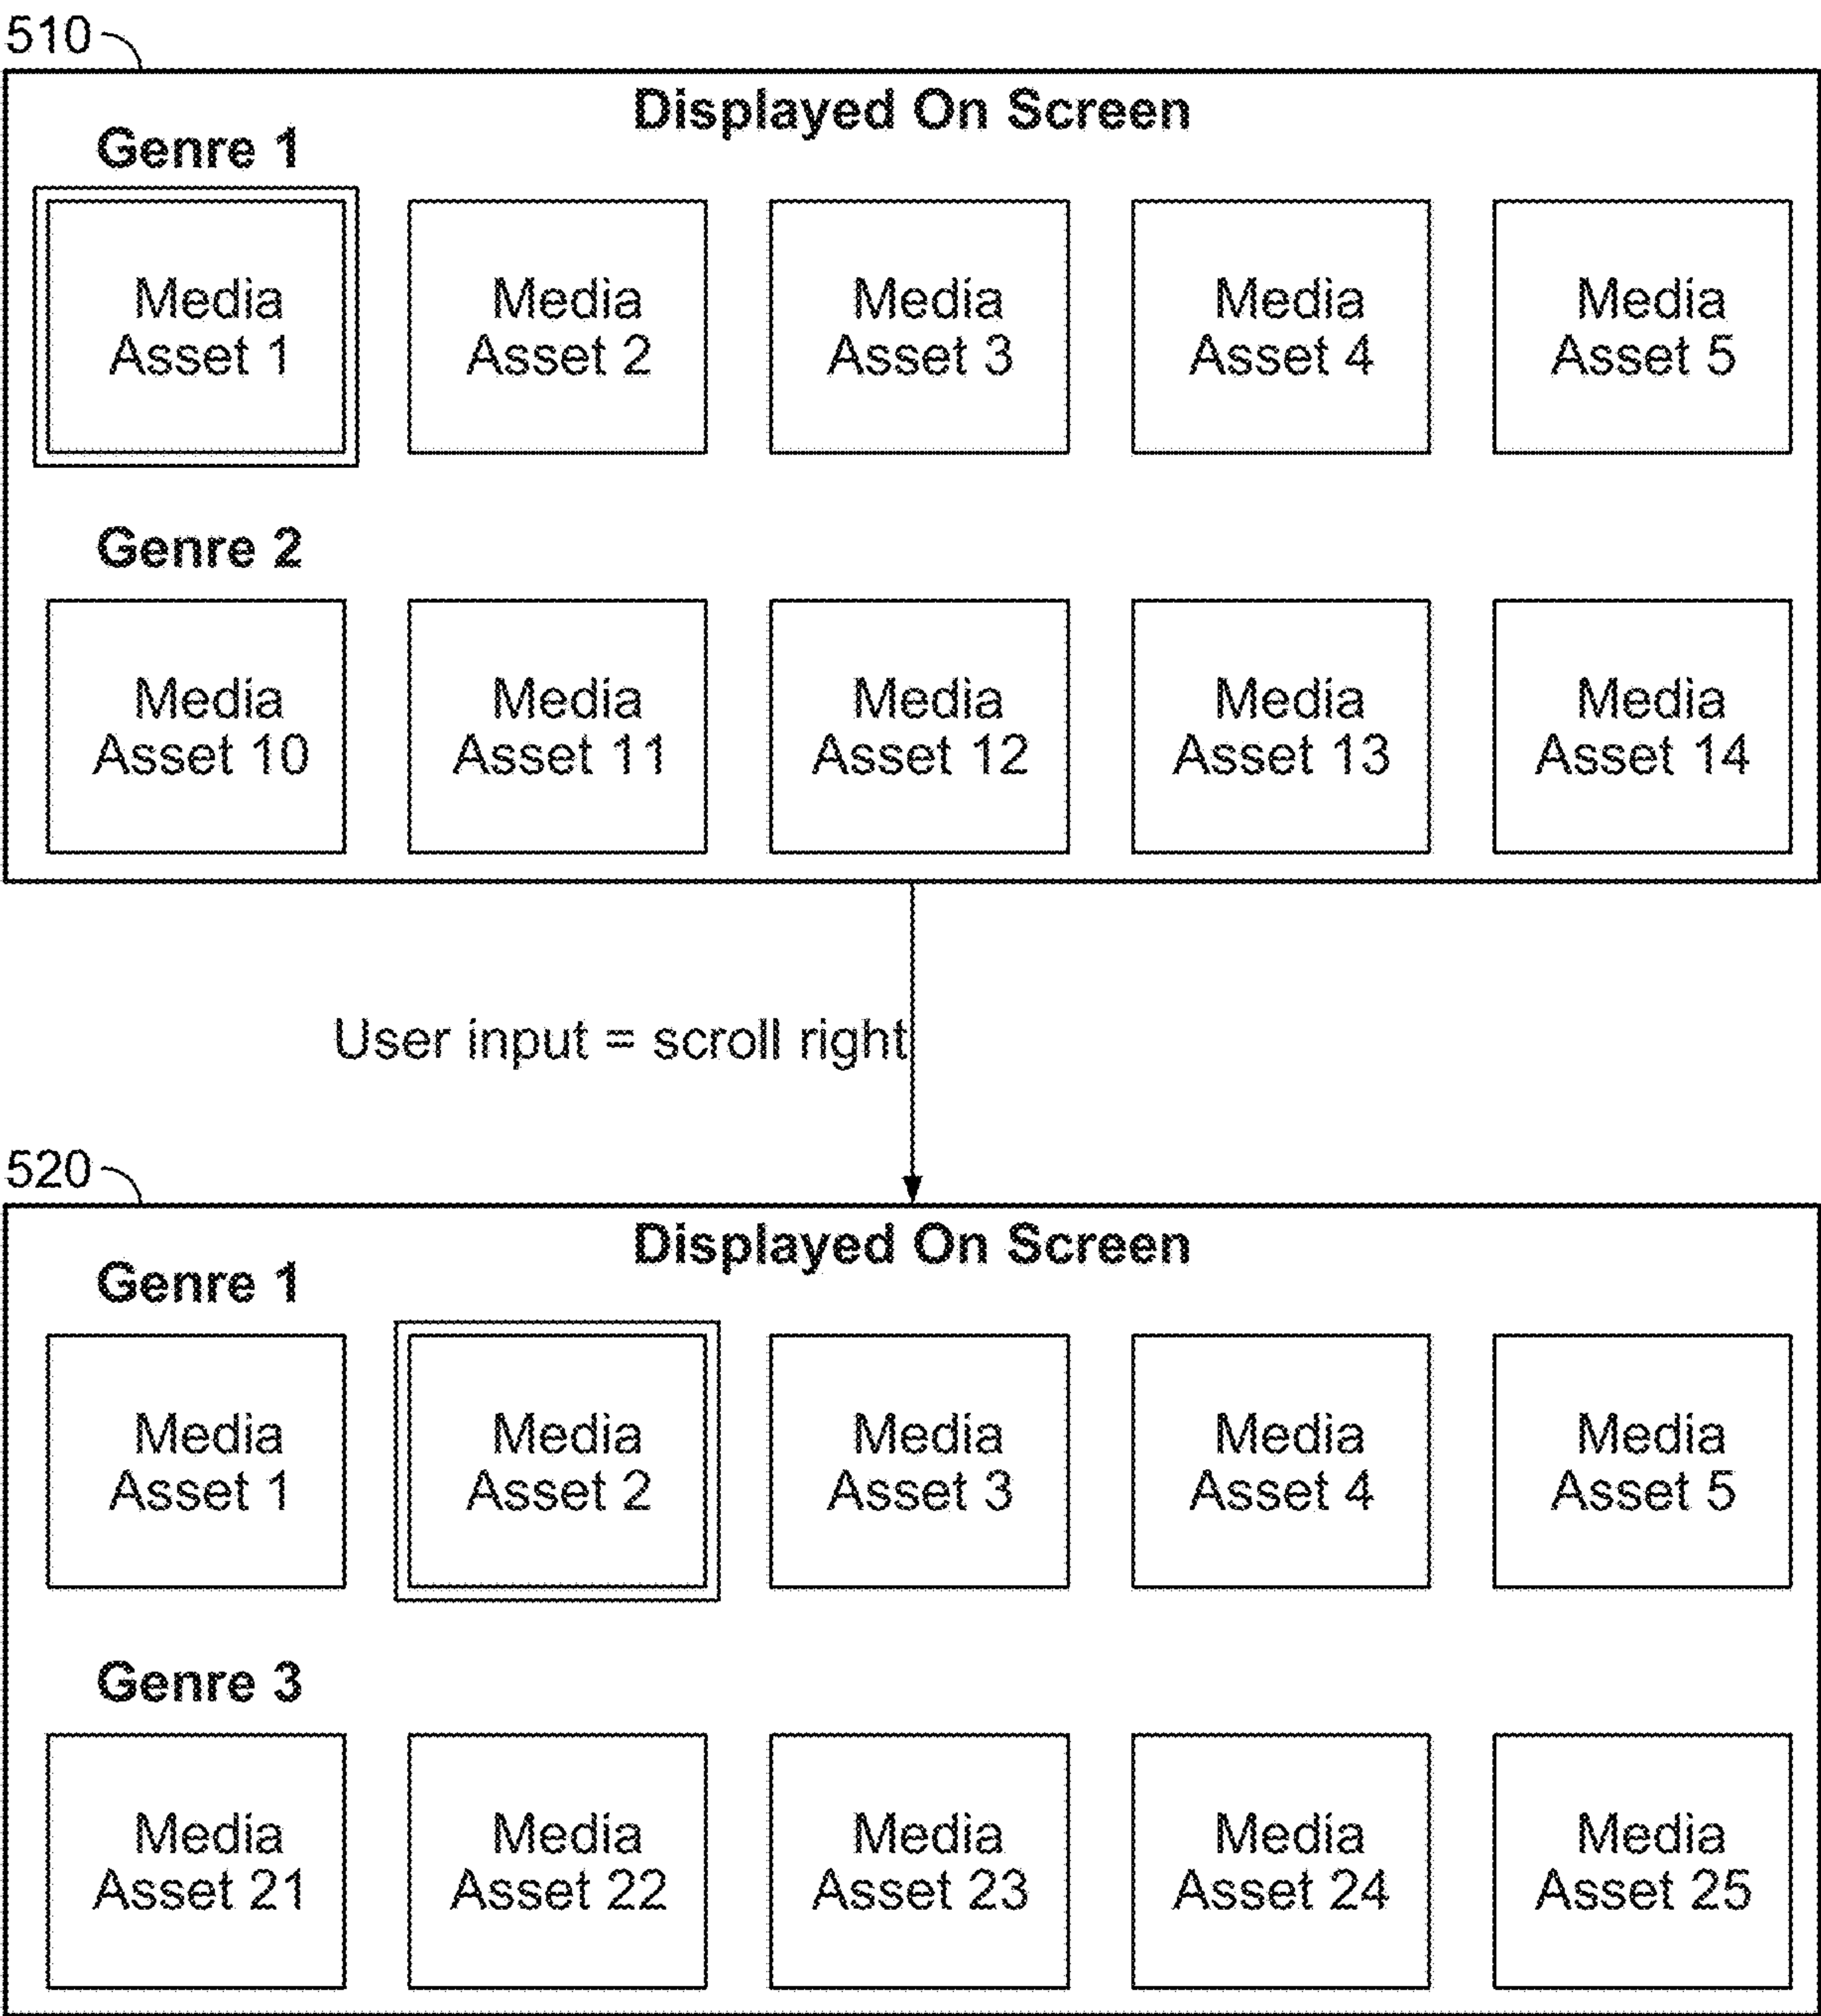 510
Displayed On Screen
Genre 1
Media
Asset 1
Media
Asset 2
Media
Asset 3
Media
Asset 4
Media
Asset 5
Genre 2
Media
Asset 10
Media
Asset 11
Media
Asset 12
Media
Asset 13
Media
Asset 14
User input = scroll right
520
Displayed On Screen
Genre 1
Media
Asset 1
Media
Asset 2
Media
Asset 3
Media
Asset 4
Media
Asset 5
Genre 3
Media
Asset 21
Media
Asset 22
Media
Asset 23
Media
Asset 24
Media
Asset 25